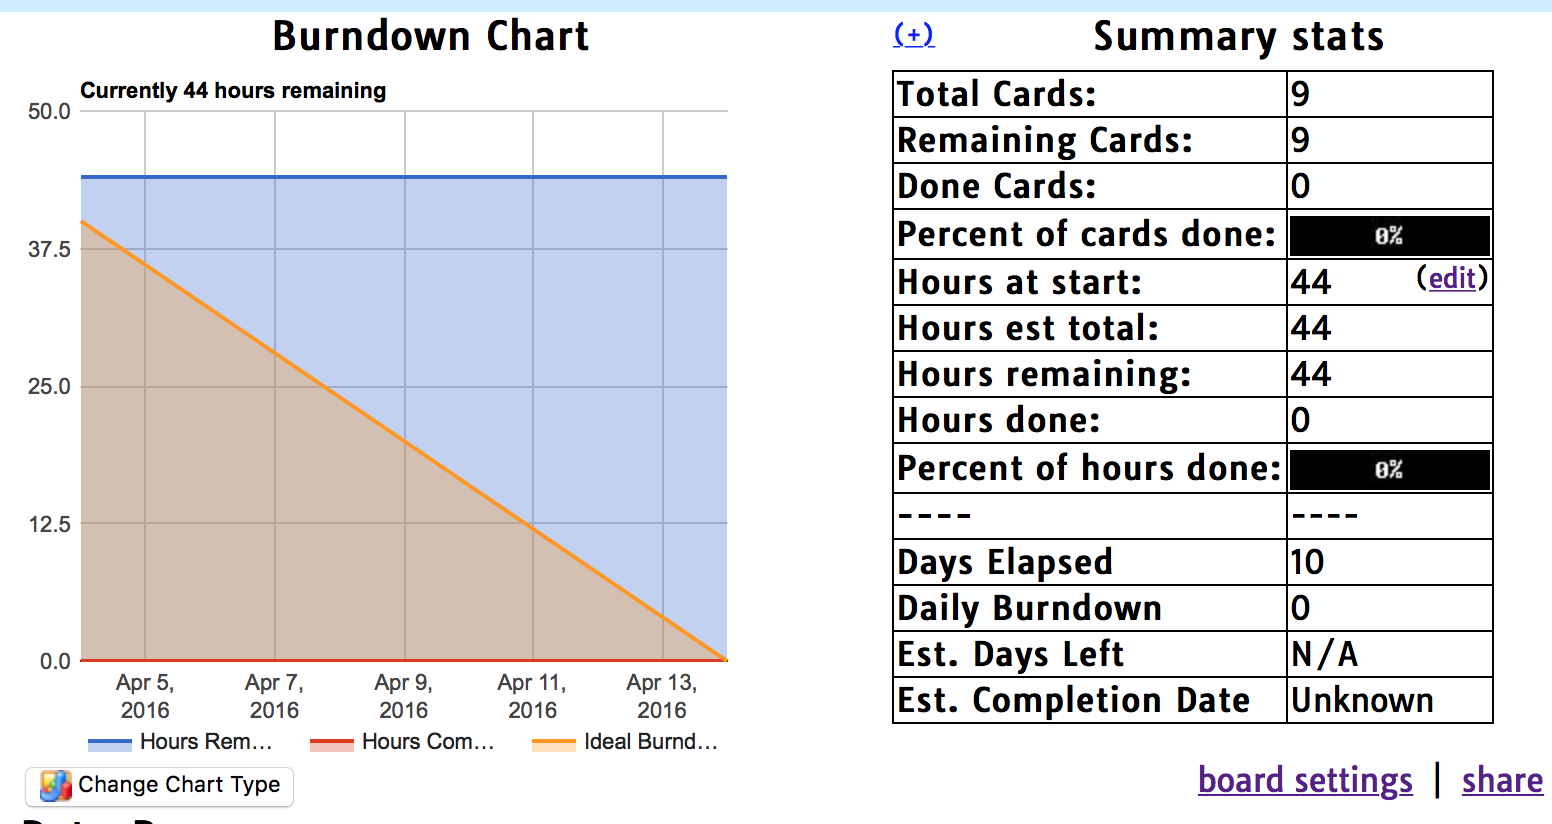 Burndown Chart
Currently 44 hours remaining
50.0
37.5
25.0
12.5
0.0
Apr 5, 2016
Apr 7, 2016
Apr 9, 2016
Apr 11, 2016
Apr 13, 2016
Hours Rem...
Hours Com...
Ideal Burnd...
Change Chart Type
(+)
Summary stats
Total Cards: 9
Remaining Cards: 9
Done Cards: 0
Percent of cards done: 0%
Hours at start: 44 (edit)
Hours est total: 44
Hours remaining: 44
Hours done: 0
Percent of hours done: 0%
---- ----
Days Elapsed 10
Daily Burndown 0
Est. Days Left N/A
Est. Completion Date Unknown
board settings | share